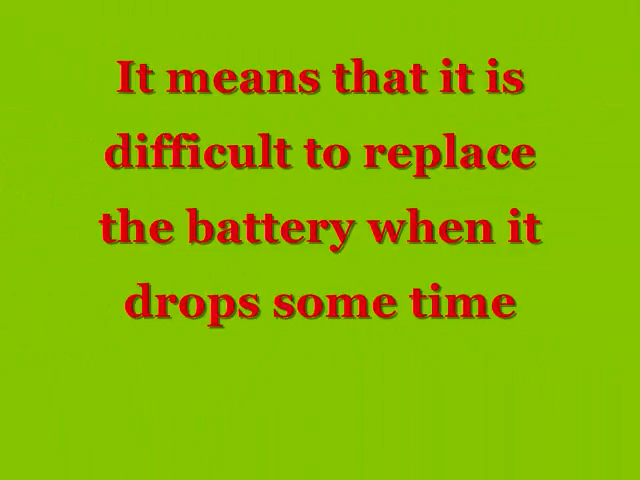 It means that it is
difficult to replace
the battery when it
drops some time